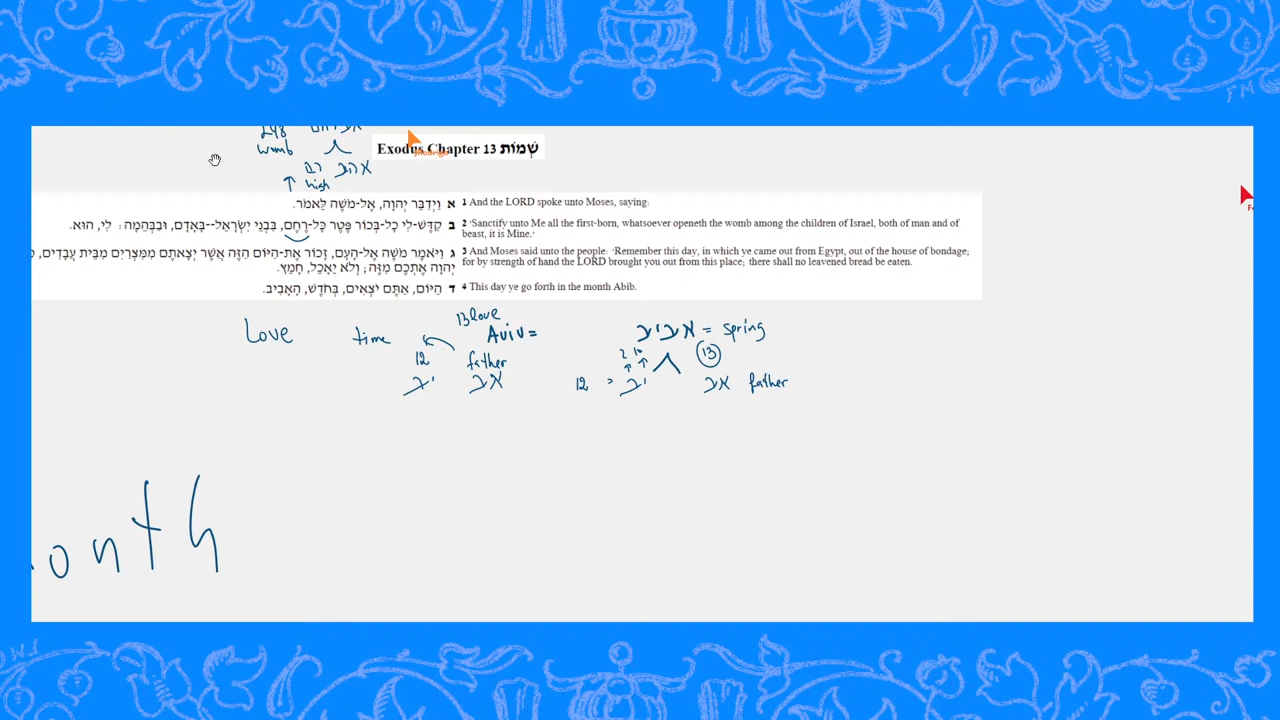 248
womb
רם אהב
high
Exodus Chapter 13 שְׁמוֹת
א וַיְדַבֵּר יְהוָה, אֶל-מֹשֶׁה לֵּאמֹר.
1 And the LORD spoke unto Moses, saying:
ב קַדֶּשׁ-לִי כָל-בְּכוֹר פֶּטֶר כָּל-רֶחֶם, בִּבְנֵי יִשְׂרָאֵל--בָּאָדָם, וּבַבְּהֵמָה: לִי, הוּא.
2 'Sanctify unto Me all the first-born, whatsoever openeth the womb among the children of Israel, both of man and of
beast, it is Mine.'
ג וַיֹּאמֶר מֹשֶׁה אֶל-הָעָם, זָכוֹר אֶת-הַיּוֹם הַזֶּה אֲשֶׁר יְצָאתֶם מִמִּצְרַיִם מִבֵּית עֲבָדִים,
יְהוָה אֶתְכֶם מִזֶּה; וְלֹא יֵאָכֵל, חָמֵץ.
3 And Moses said unto the people: 'Remember this day, in which ye came out from Egypt, out of the house of bondage;
for by strength of hand the LORD brought you out from this place; there shall no leavened bread be eaten.
ד הַיּוֹם, אַתֶּם יֹצְאִים, בְּחֹדֶשׁ, הָאָבִיב.
4 This day ye go forth in the month Abib.
13 love
Love time Aviv= אביב = spring
12 father 2 10 13
יב אב 12 = יב אב father
onth